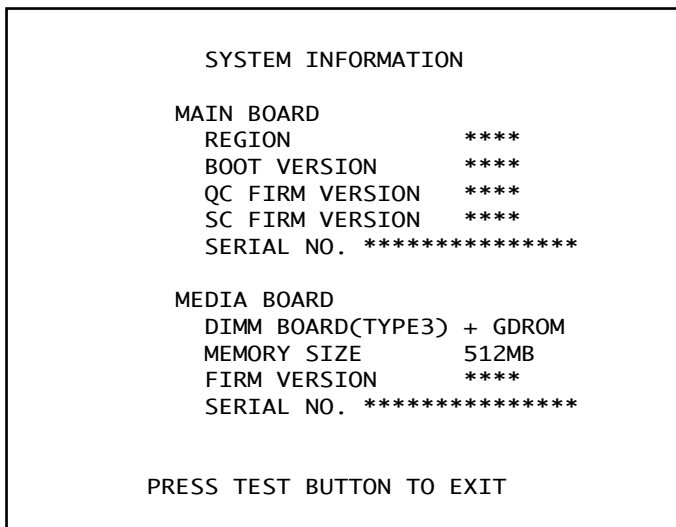 SYSTEM INFORMATION
MAIN BOARD
REGION ****
BOOT VERSION ****
QC FIRM VERSION ****
SC FIRM VERSION ****
SERIAL NO. ***************
MEDIA BOARD
DIMM BOARD(TYPE3) + GDROM
MEMORY SIZE 512MB
FIRM VERSION ****
SERIAL NO. ***************
PRESS TEST BUTTON TO EXIT